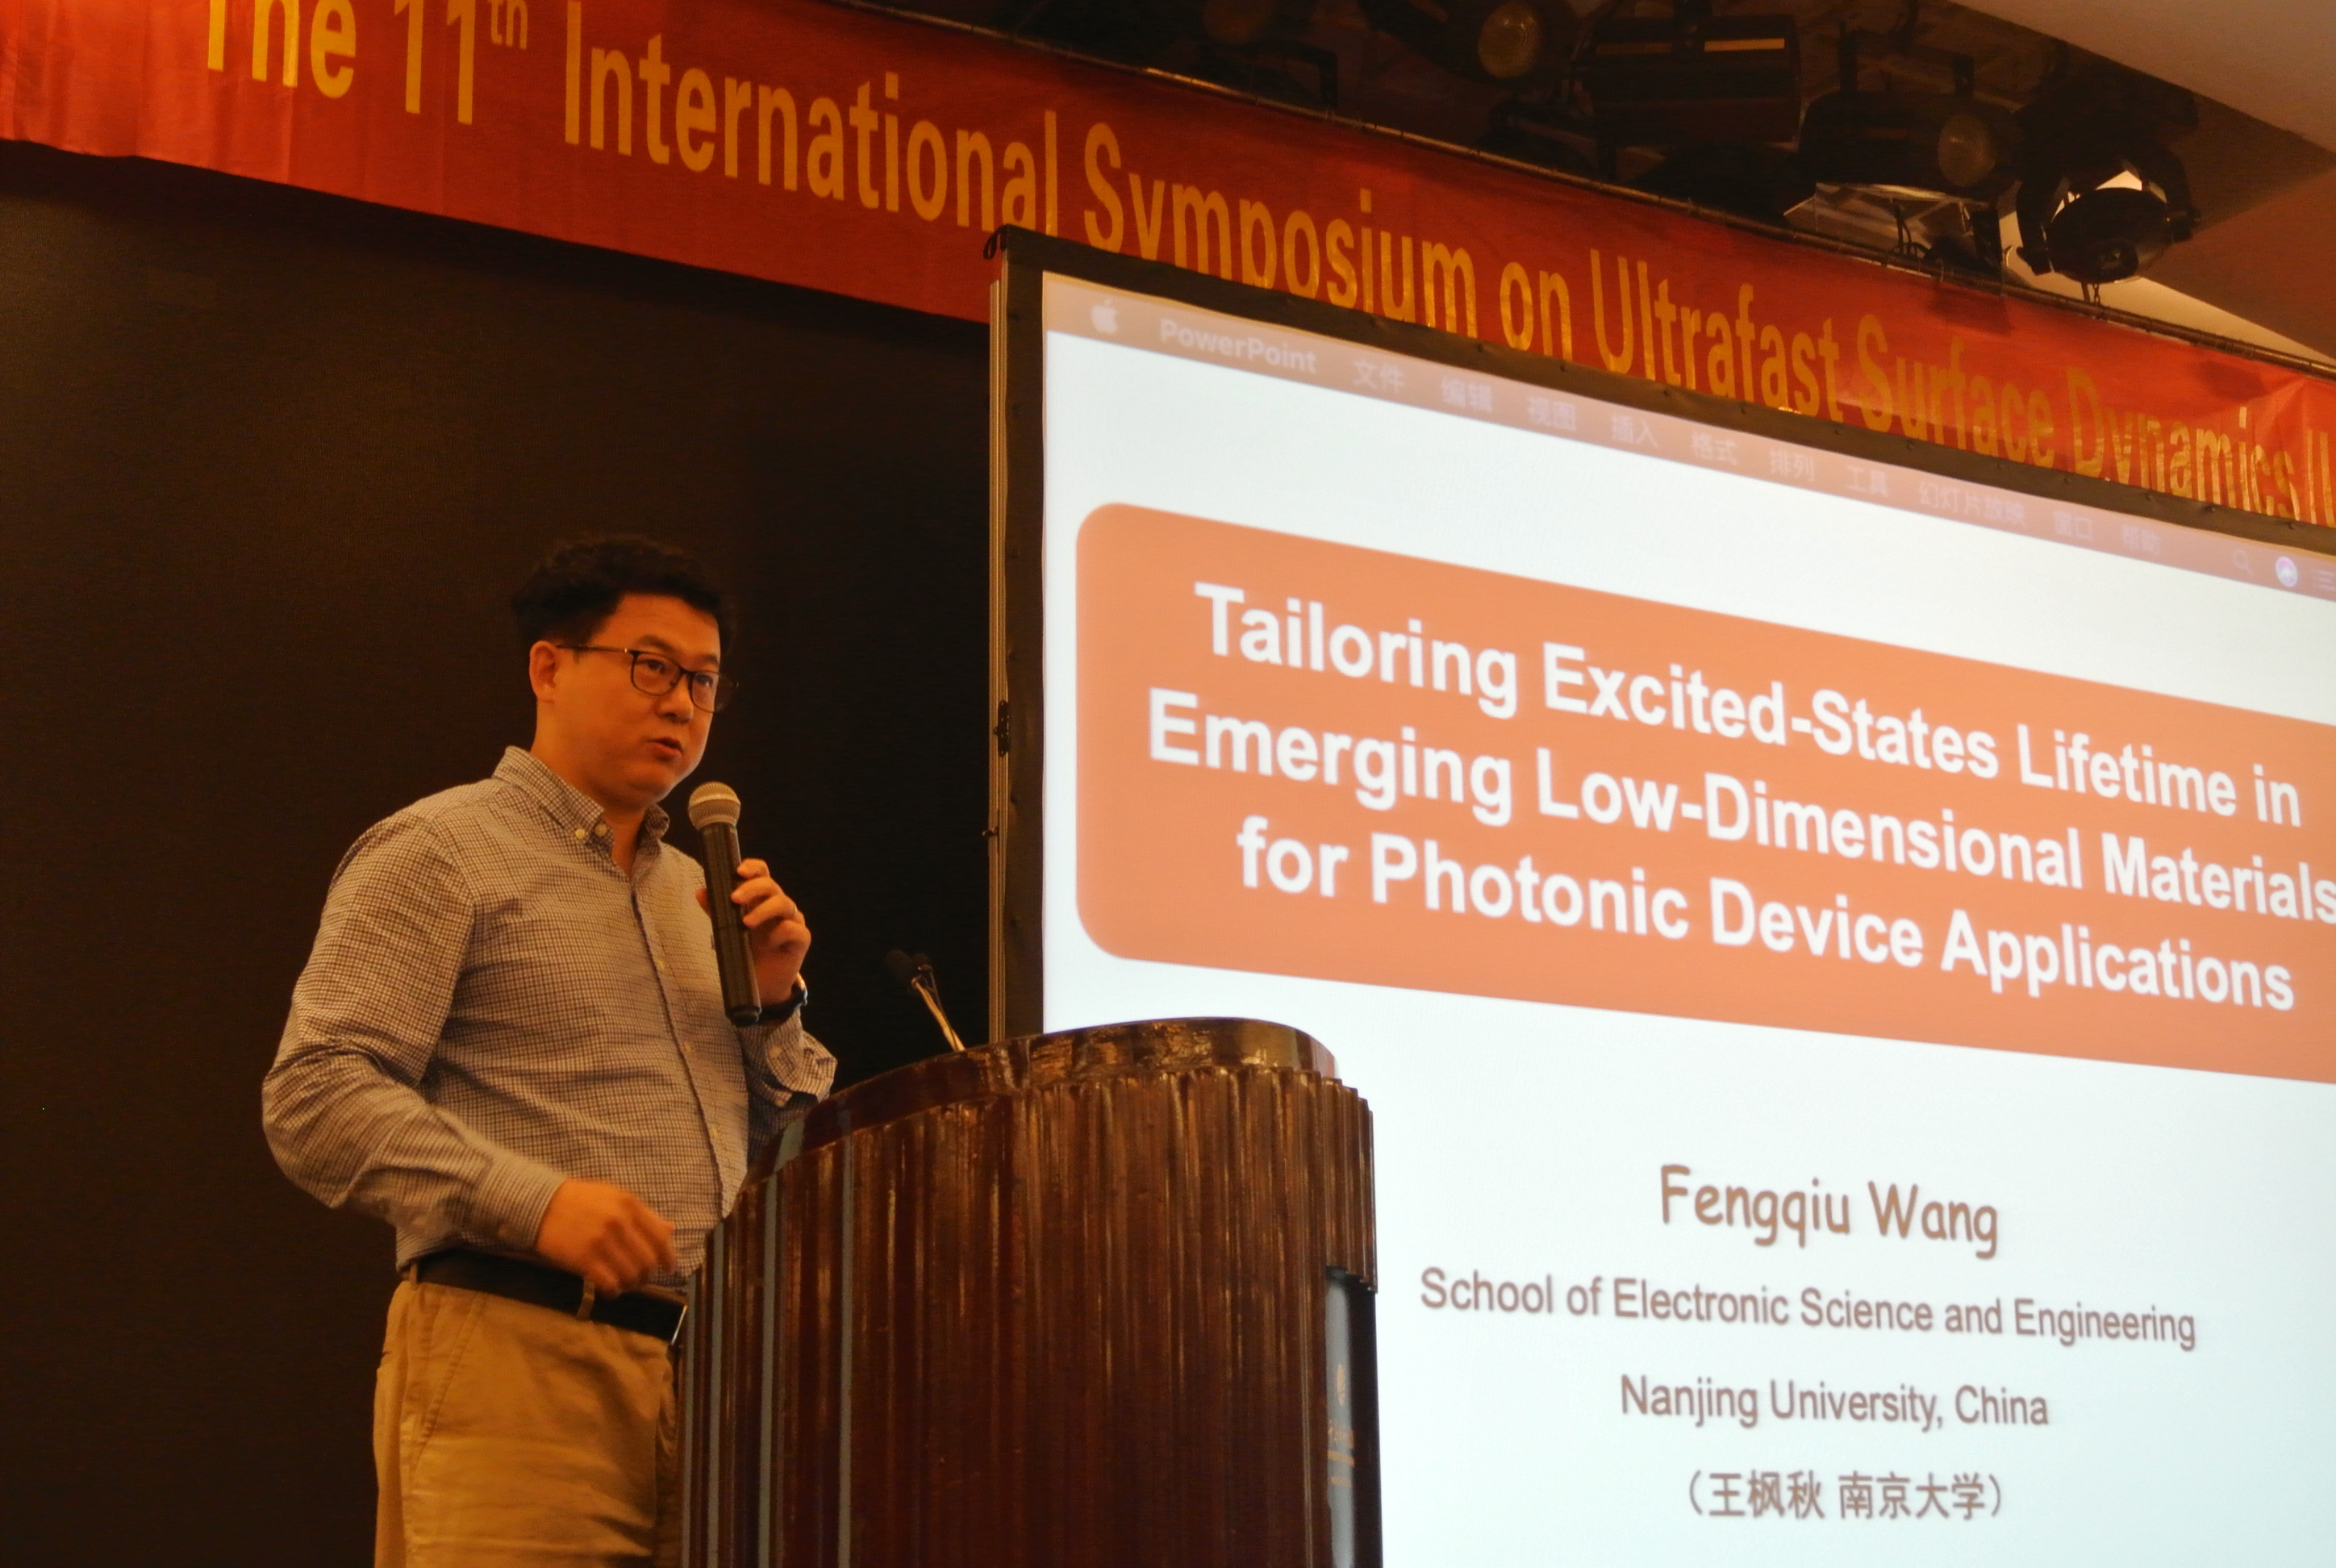 The 11th International Symposium on Ultrafast Surface Dynamics
PowerPoint 文件 编辑 视图 插入 格式 排列 工具 幻灯片放映 窗口 帮助
Tailoring Excited-States Lifetime in
Emerging Low-Dimensional Materials
for Photonic Device Applications
Fengqiu Wang
School of Electronic Science and Engineering
Nanjing University, China
（王枫秋 南京大学）